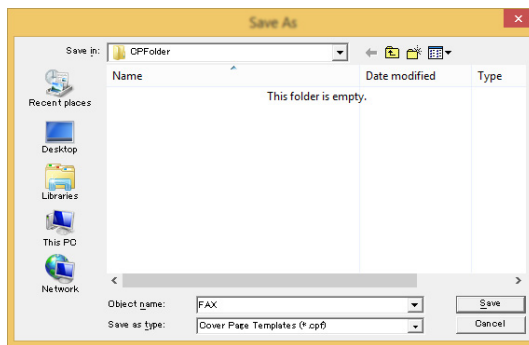 Save As
Save in: CPFolder
Name Date modified Type
This folder is empty.
Recent places
Desktop
Libraries
This PC
Network
Object name: FAX Save
Save as type: Cover Page Templates (*.cpf) Cancel